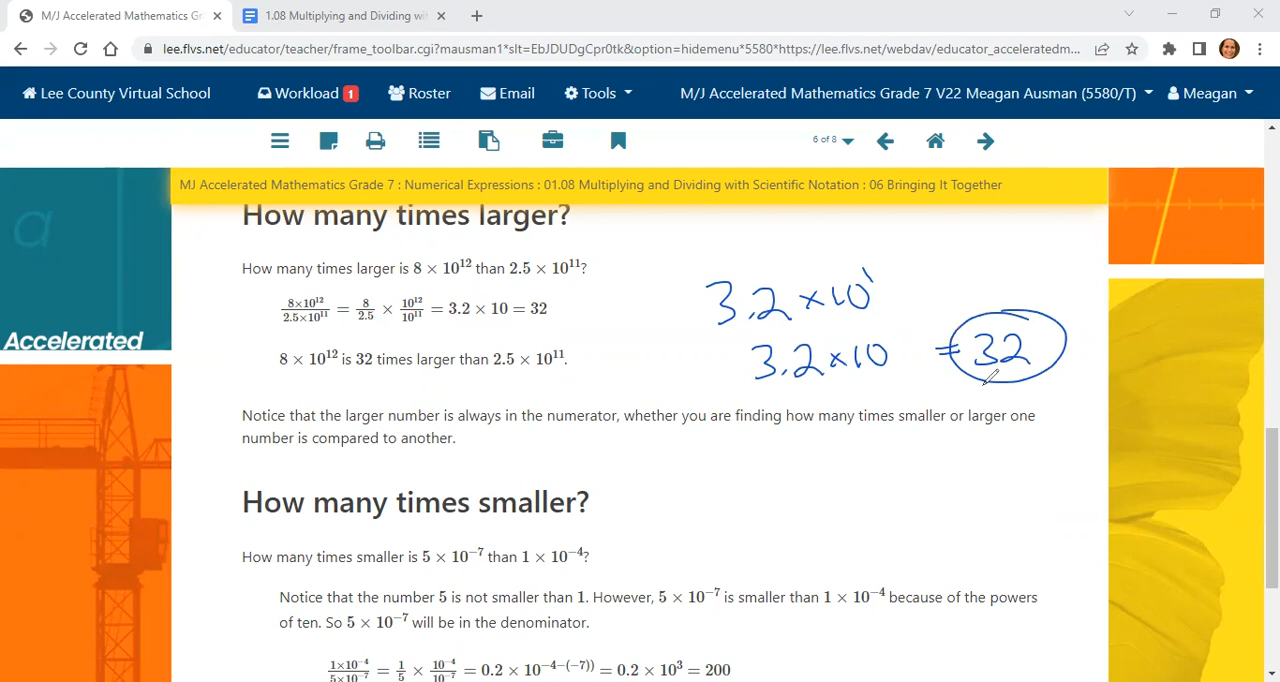 M/J Accelerated Mathematics Gr
1.08 Multiplying and Dividing with
lee.flvs.net/educator/teacher/frame_toolbar.cgi?mausman1*slt=EbJDUDgCpr0tk&option=hidemenu*5580*https://lee.flvs.net/webdav/educator_acceleratedm...
Lee County Virtual School Workload 1 Roster Email Tools M/J Accelerated Mathematics Grade 7 V22 Meagan Ausman (5580/T) Meagan
6 of 8
a
MJ Accelerated Mathematics Grade 7 : Numerical Expressions : 01.08 Multiplying and Dividing with Scientific Notation : 06 Bringing It Together
How many times larger?
How many times larger is 8 × 10¹² than 2.5 × 10¹¹?
8×10¹²/2.5×10¹¹ = 8/2.5 × 10¹²/10¹¹ = 3.2 × 10 = 32
3.2 × 10¹
3.2 × 10 = 32
Accelerated
8 × 10¹² is 32 times larger than 2.5 × 10¹¹.
Notice that the larger number is always in the numerator, whether you are finding how many times smaller or larger one
number is compared to another.
How many times smaller?
How many times smaller is 5 × 10⁻⁷ than 1 × 10⁻⁴?
Notice that the number 5 is not smaller than 1. However, 5 × 10⁻⁷ is smaller than 1 × 10⁻⁴ because of the powers
of ten. So 5 × 10⁻⁷ will be in the denominator.
1×10⁻⁴/5×10⁻⁷ = 1/5 × 10⁻⁴/10⁻⁷ = 0.2 × 10⁻⁴⁻⁽⁻⁷⁾⁾ = 0.2 × 10³ = 200